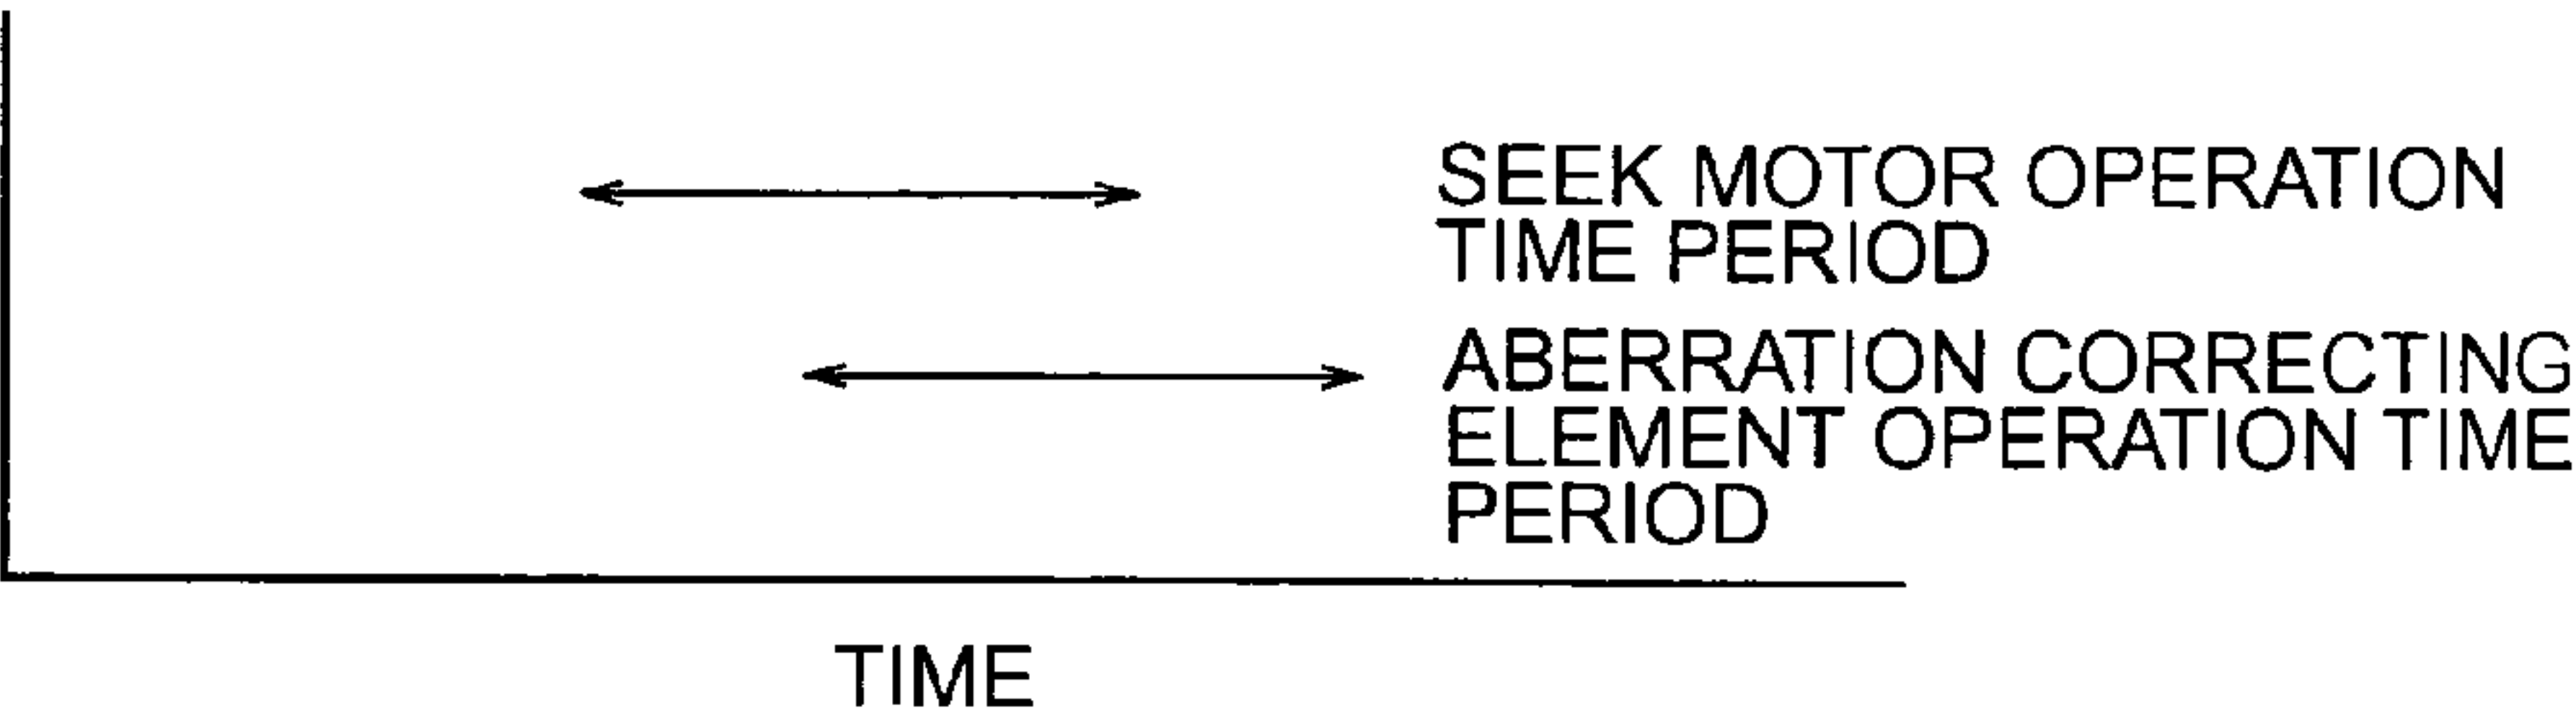 SEEK MOTOR OPERATION
TIME PERIOD
ABERRATION CORRECTING
ELEMENT OPERATION TIME
PERIOD
TIME